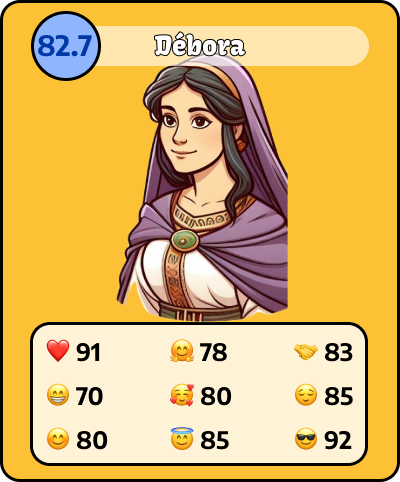 82.7 Débora
❤️ 91 🤗 78 🤝 83
😁 70 🥰 80 😌 85
😊 80 😇 85 😎 92